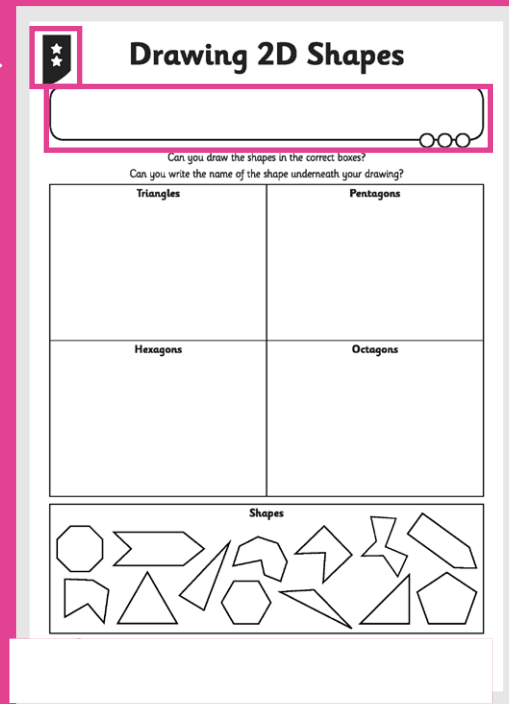 Drawing 2D Shapes
Can you draw the shapes in the correct boxes?
Can you write the name of the shape underneath your drawing?
Triangles
Pentagons
Hexagons
Octagons
Shapes